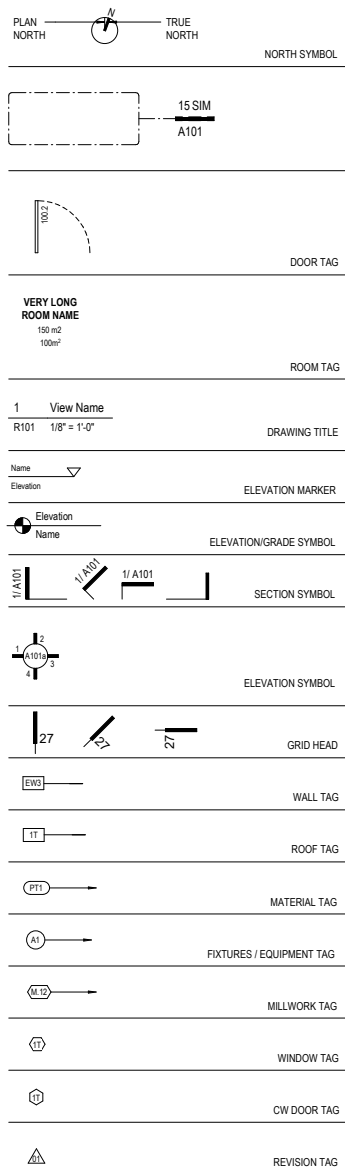 PLAN NORTH
N
TRUE NORTH
NORTH SYMBOL
15 SIM
A101
100.2
DOOR TAG
VERY LONG
ROOM NAME
150 m2
100m²
ROOM TAG
1 View Name
R101 1/8" = 1'-0"
DRAWING TITLE
Name
Elevation
ELEVATION MARKER
Elevation
Name
ELEVATION/GRADE SYMBOL
1/ A101
1/ A101
1/ A101
SECTION SYMBOL
2
1
A101a
3
4
ELEVATION SYMBOL
27
27
27
GRID HEAD
EW3
WALL TAG
1T
ROOF TAG
PT1
MATERIAL TAG
A1
FIXTURES / EQUIPMENT TAG
M.12
MILLWORK TAG
1T
WINDOW TAG
1T
CW DOOR TAG
01
REVISION TAG